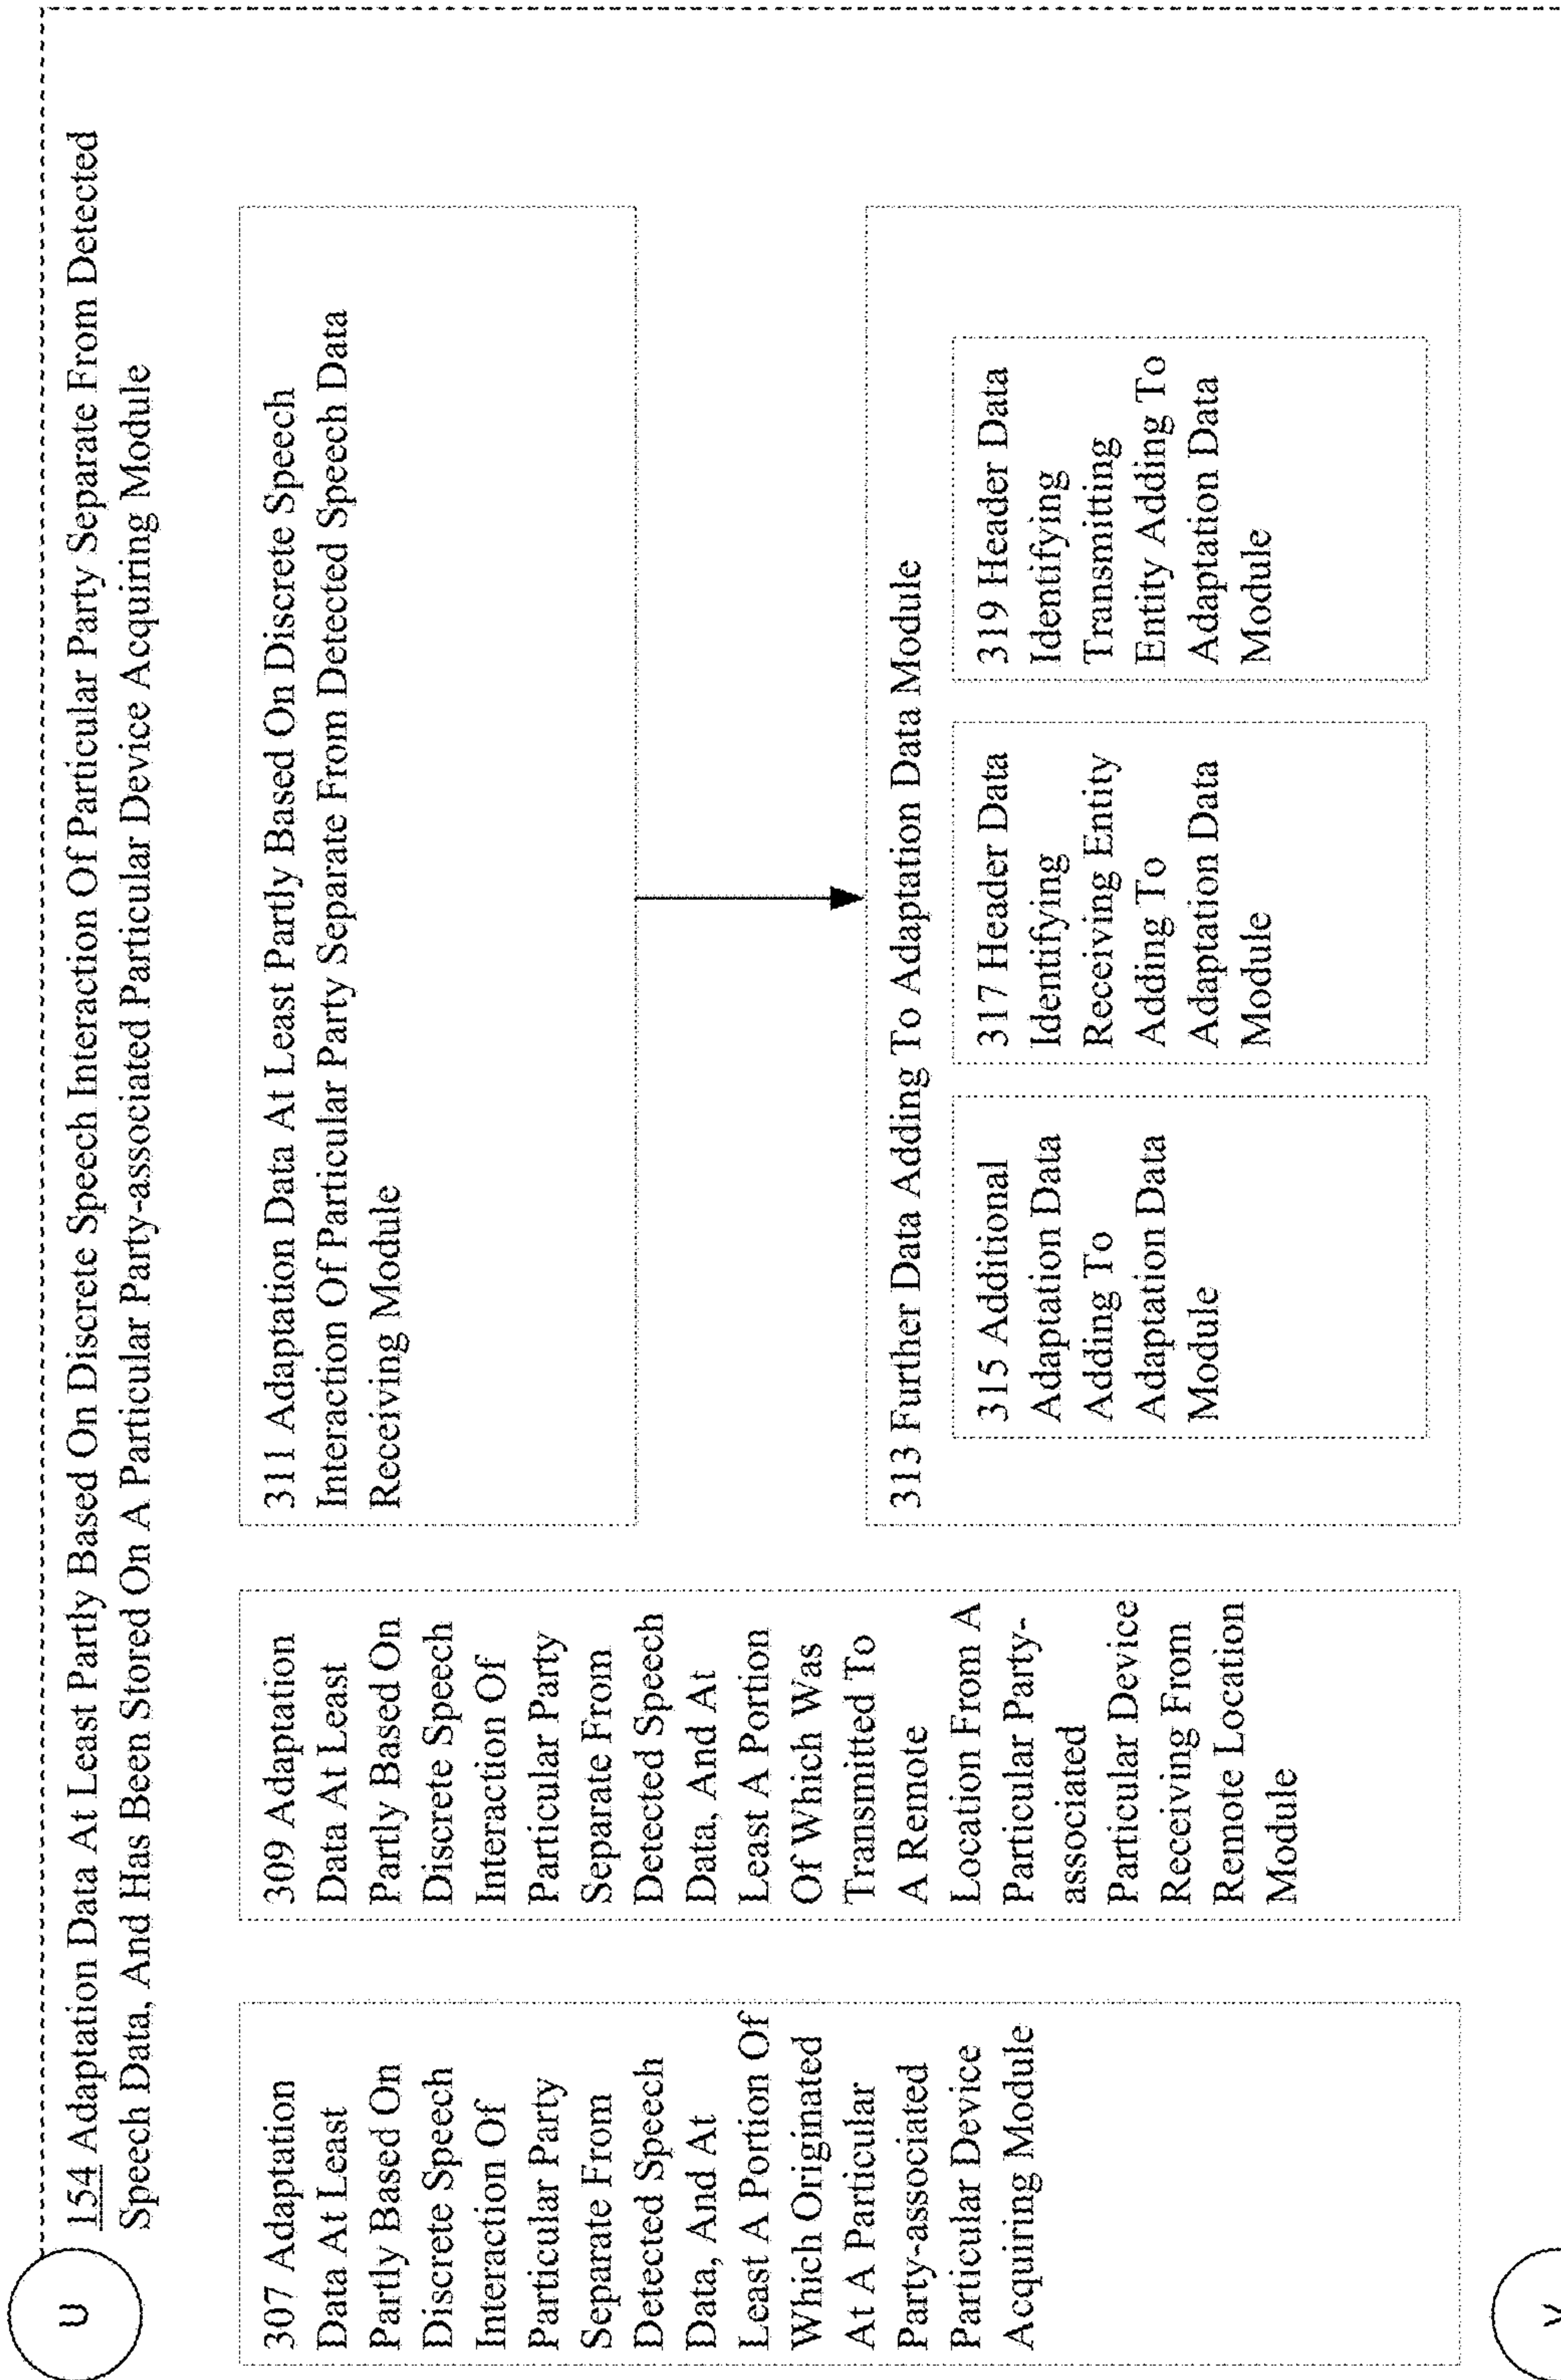 U
154 Adaptation Data At Least Partly Based On Discrete Speech Interaction Of Particular Party Separate From Detected
Speech Data, And Has Been Stored On A Particular Party-associated Particular Device Acquiring Module
307 Adaptation
Data At Least
Partly Based On
Discrete Speech
Interaction Of
Particular Party
Separate From
Detected Speech
Data, And At
Least A Portion Of
Which Originated
At A Particular
Party-associated
Particular Device
Acquiring Module
309 Adaptation
Data At Least
Partly Based On
Discrete Speech
Interaction Of
Particular Party
Separate From
Detected Speech
Data, And At
Least A Portion
Of Which Was
Transmitted To
A Remote
Location From A
Particular Party-
associated
Particular Device
Receiving From
Remote Location
Module
311 Adaptation Data At Least Partly Based On Discrete Speech
Interaction Of Particular Party Separate From Detected Speech Data
Receiving Module
313 Further Data Adding To Adaptation Data Module
315 Additional
Adaptation Data
Adding To
Adaptation Data
Module
317 Header Data
Identifying
Receiving Entity
Adding To
Adaptation Data
Module
319 Header Data
Identifying
Transmitting
Entity Adding To
Adaptation Data
Module